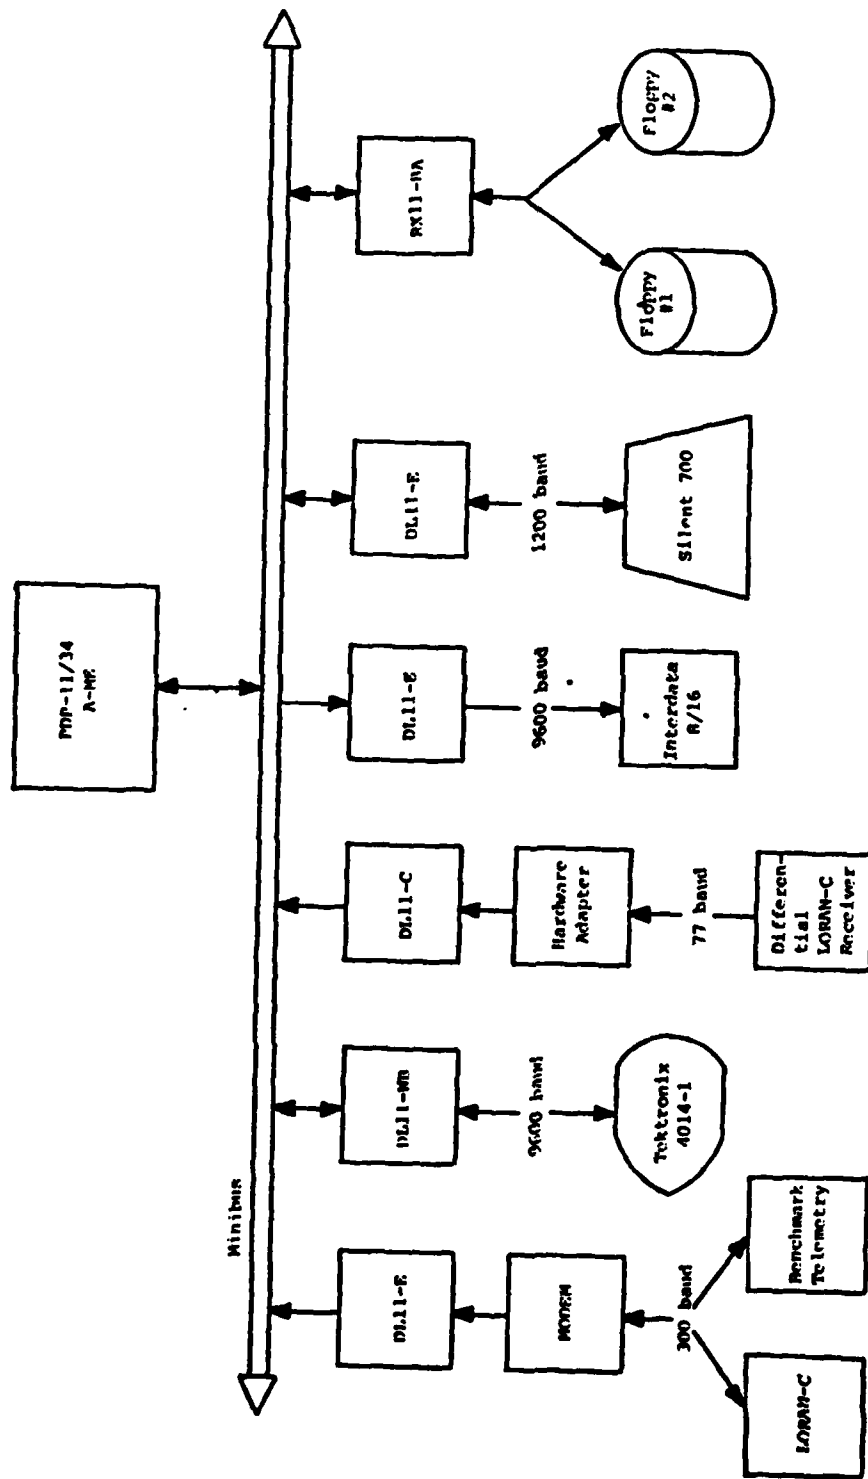 PDP-11/34
Minibus
DL11-E
DL11-WB
DL11-C
DL11-E
DL11-E
RX11-BA
MODEM
9600 baud
Hardware
Adapter
9600 baud
1200 baud
300 baud
Tektronix
4014-1
77 baud
Interdata
8/16
Silent 700
Floppy
#1
Floppy
#2
LORAN-C
Benchmark
Telemetry
Differen-
tial
LORAN-C
Receiver